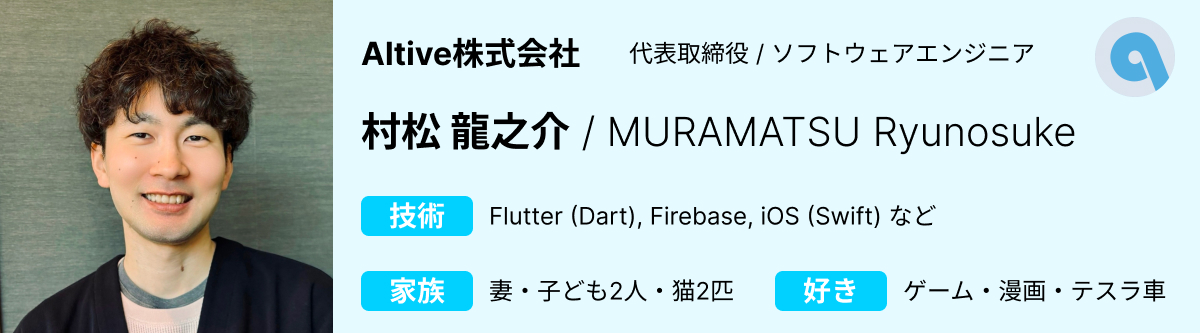 Altive株式会社 代表取締役 / ソフトウェアエンジニア
村松 龍之介 / MURAMATSU Ryunosuke
技術 Flutter (Dart), Firebase, iOS (Swift) など
家族 妻・子ども2人・猫2匹 好き ゲーム・漫画・テスラ車